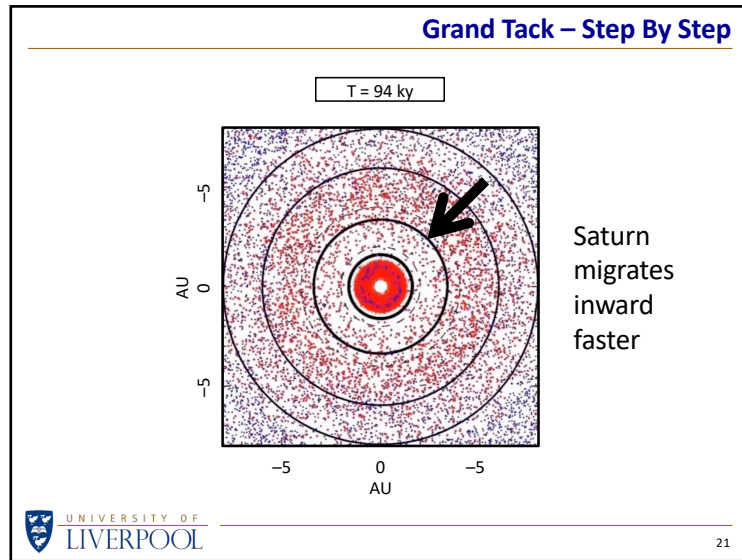 Grand Tack – Step By Step
T = 94 ky
–5
AU
0
–5
–5
0
–5
AU
Saturn
migrates
inward
faster
UNIVERSITY OF
LIVERPOOL
21